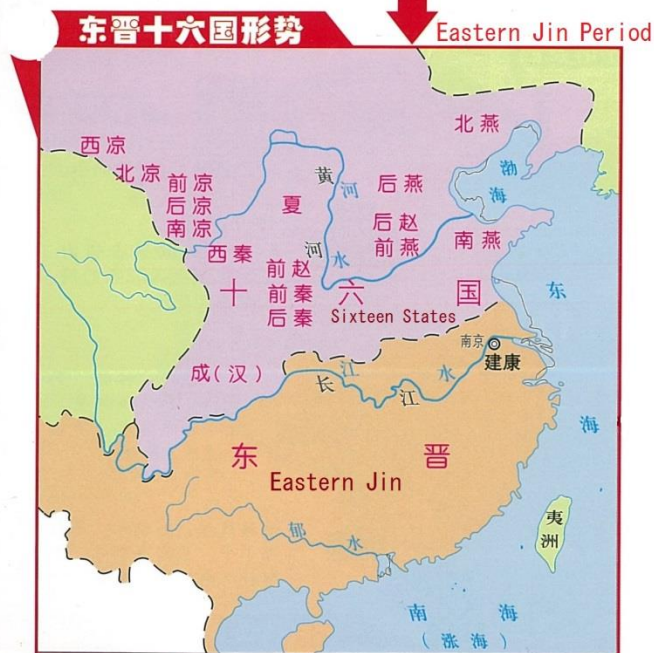 东晋十六国形势
Eastern Jin Period
北燕
西凉
北凉
前凉
后凉
南凉
夏
黄
河
河
水
后燕
后赵
前燕
南燕
渤
海
西秦
前赵
前秦
后秦
十六国
Sixteen States
东
海
南京
建康
成(汉)
长
江
江
水
东晋
Eastern Jin
郁水
夷
洲
南海
(涨海)